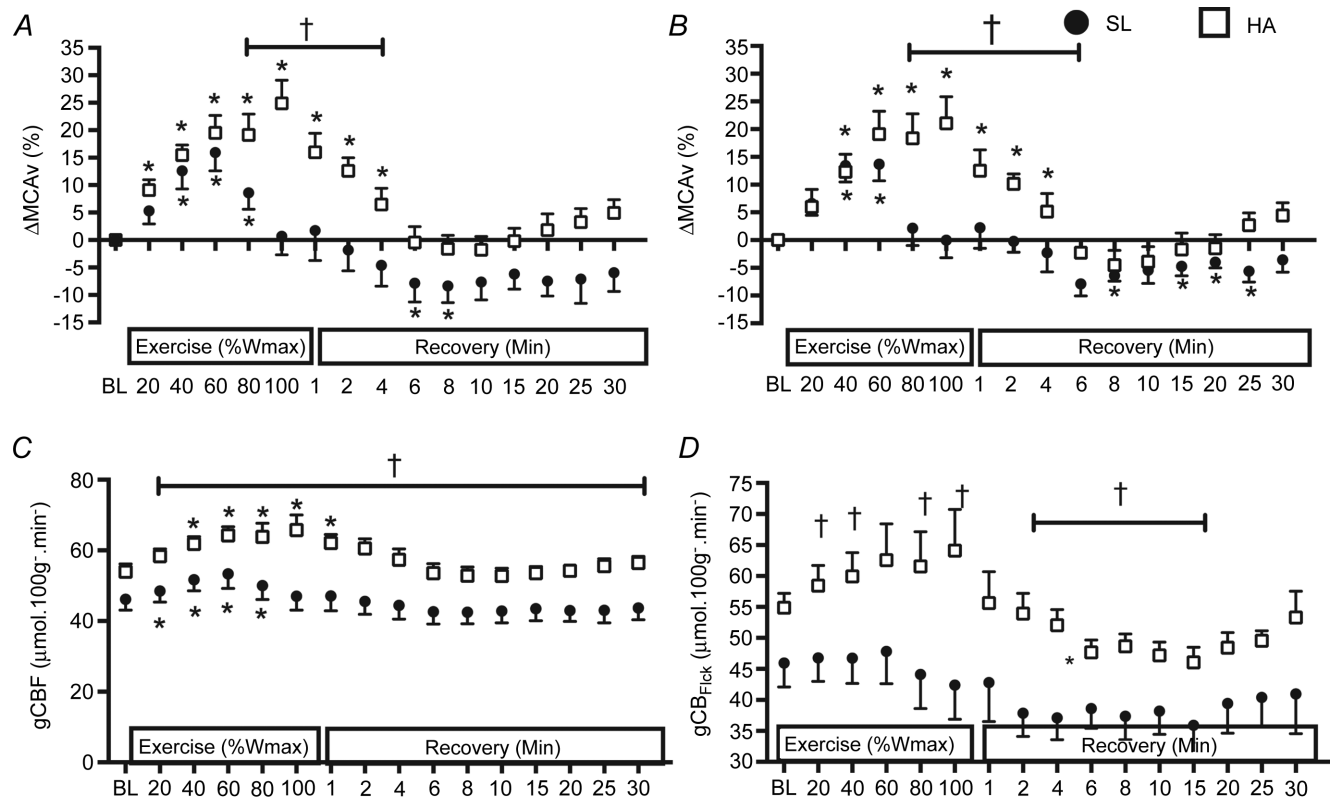 A
†
35
30
25
20
15
10
5
0
-5
-10
-15
ΔMCAv (%)
* * * * * * * *
* * * *
* *
Exercise (%Wmax) Recovery (Min)
BL 20 40 60 80 100 1 2 4 6 8 10 15 20 25 30
B
†
SL HA
35
30
25
20
15
10
5
0
-5
-10
-15
ΔMCAv (%)
* * * * * * *
* *
* * * *
Exercise (%Wmax) Recovery (Min)
BL 20 40 60 80 100 1 2 4 6 8 10 15 20 25 30
C
†
80
60
40
20
0
gCBF (µmol.100g⁻.min⁻)
* * * * *
* * * *
Exercise (%Wmax) Recovery (Min)
BL 20 40 60 80 100 1 2 4 6 8 10 15 20 25 30
D
† † † † †
75
70
65
60
55
50
45
40
35
30
gCBFIck (µmol.100g⁻.min⁻)
*
Exercise (%Wmax) Recovery (Min)
BL 20 40 60 80 100 1 2 4 6 8 10 15 20 25 30